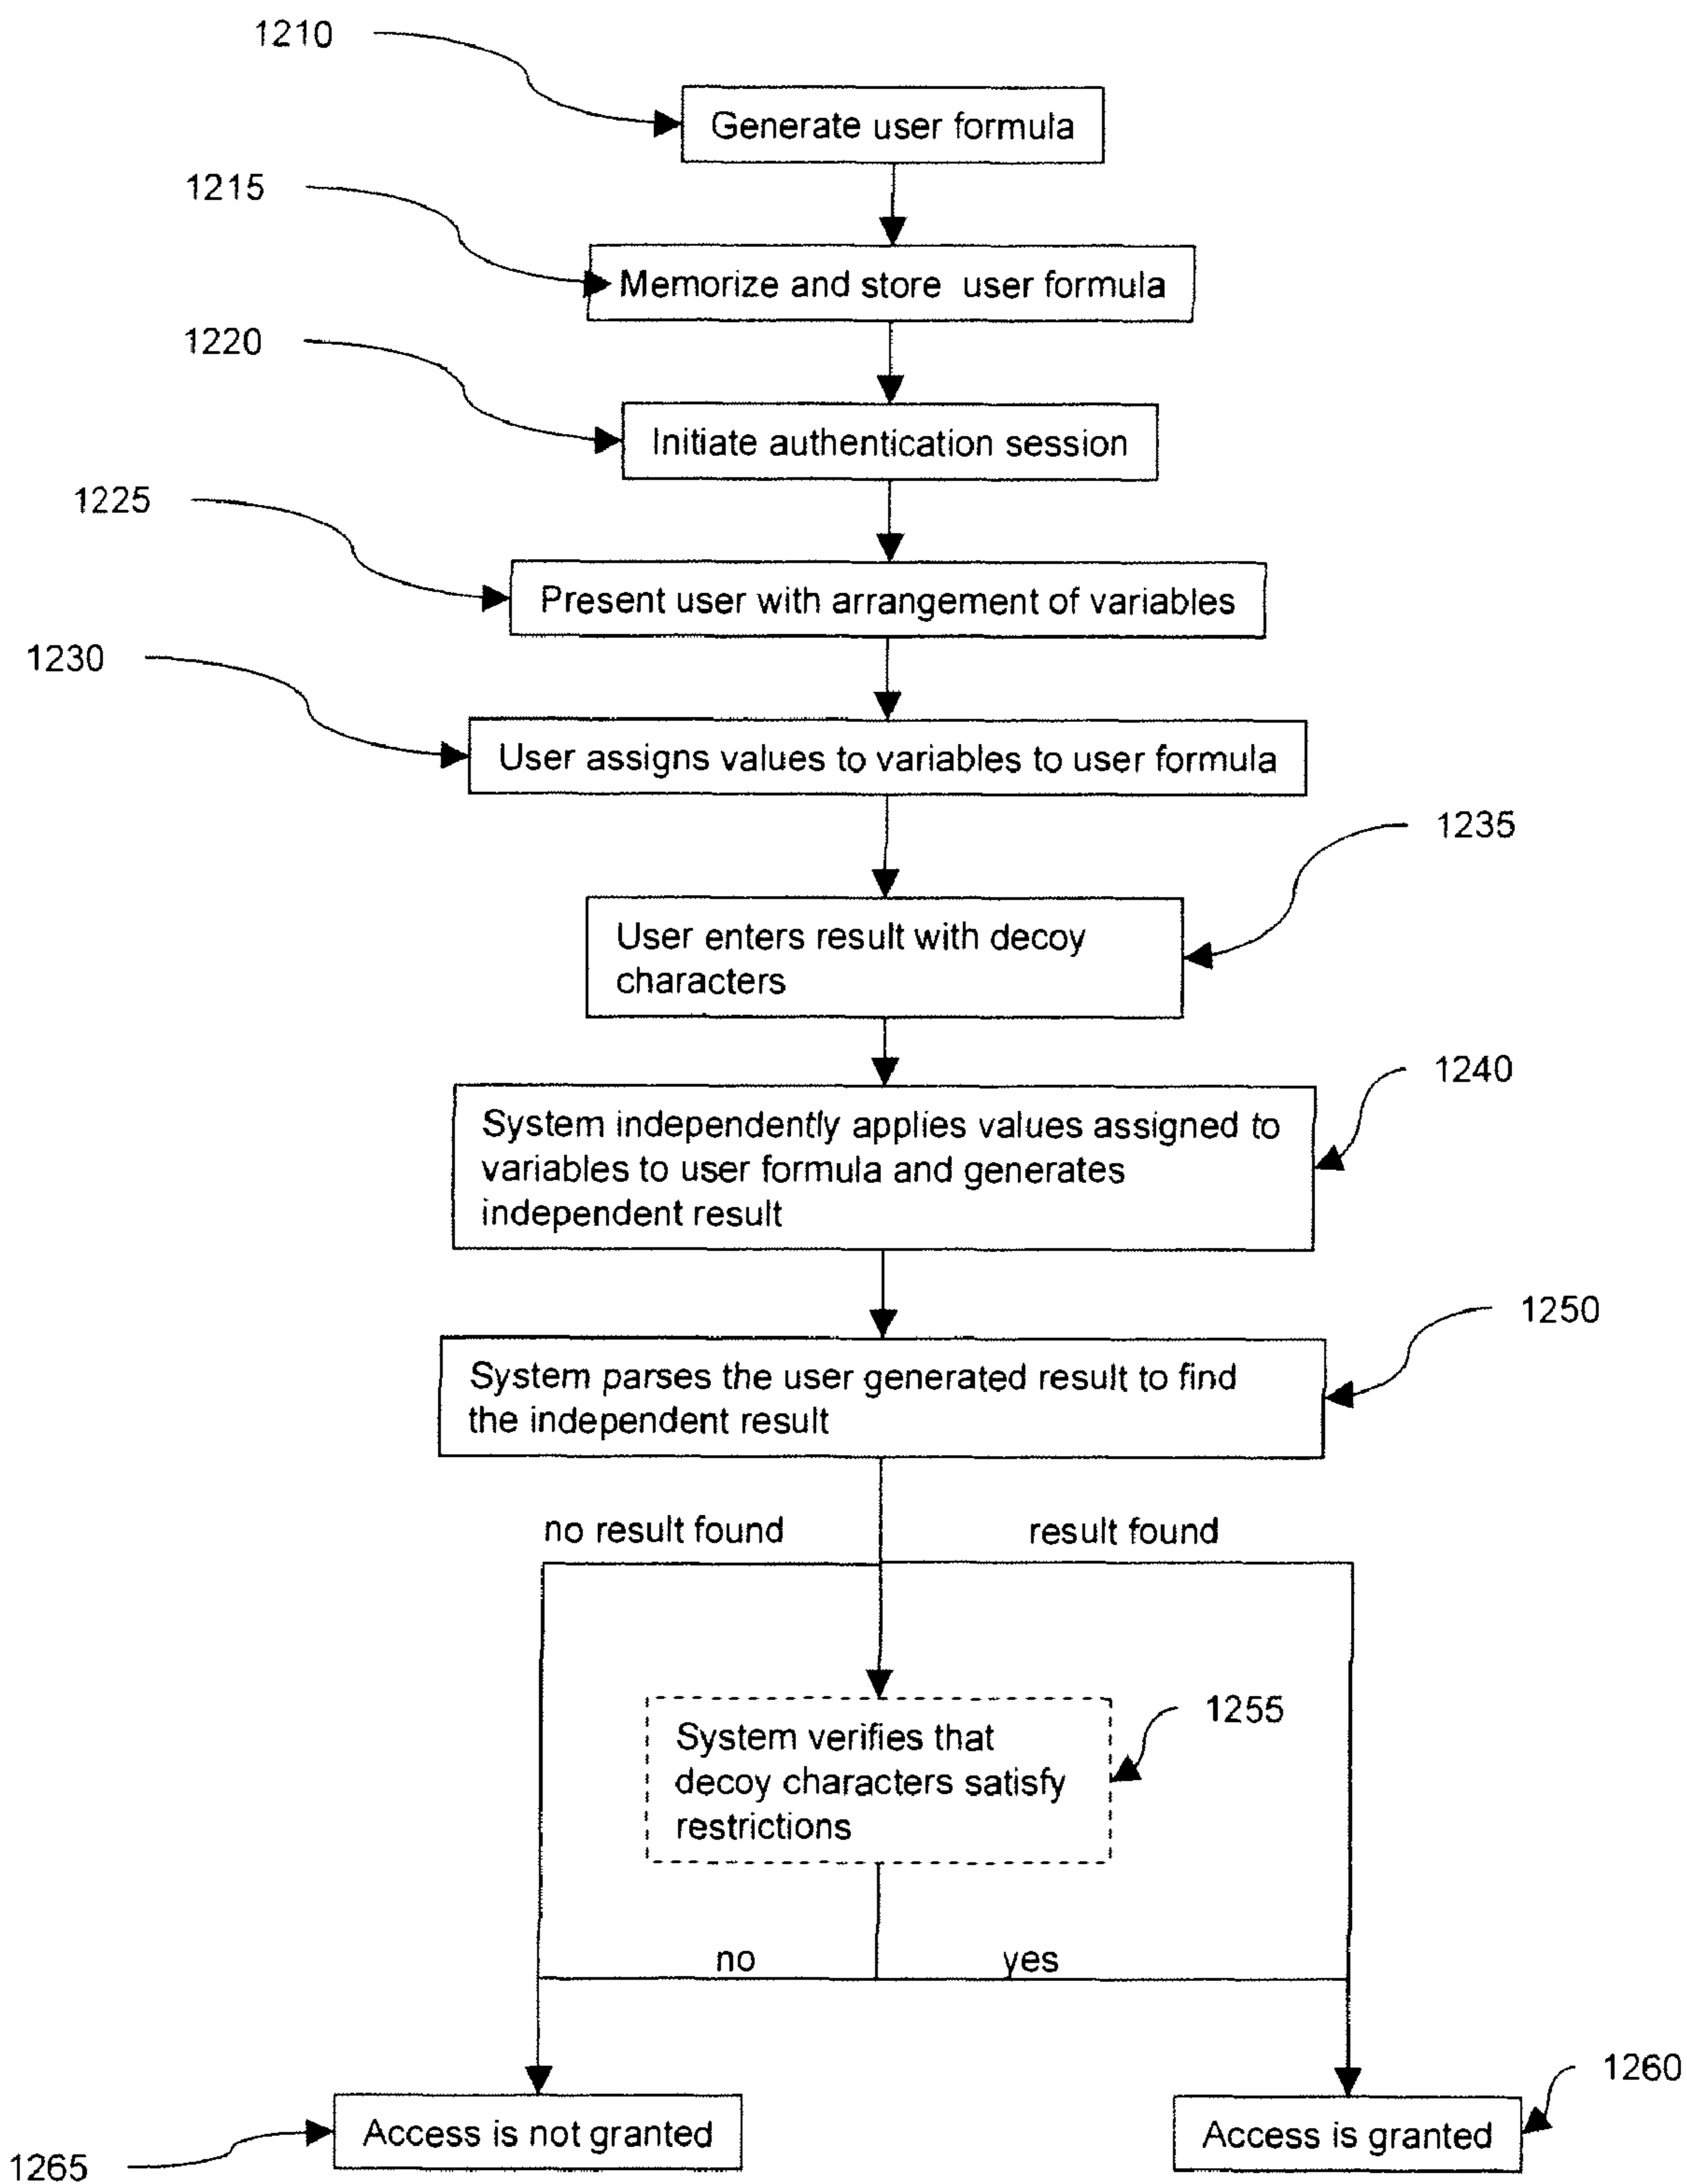 1210
Generate user formula
1215
Memorize and store user formula
1220
Initiate authentication session
1225
Present user with arrangement of variables
1230
User assigns values to variables to user formula
1235
User enters result with decoy
characters
1240
System independently applies values assigned to
variables to user formula and generates
independent result
1250
System parses the user generated result to find
the independent result
no result found
result found
1255
System verifies that
decoy characters satisfy
restrictions
no
yes
1260
Access is not granted
Access is granted
1265